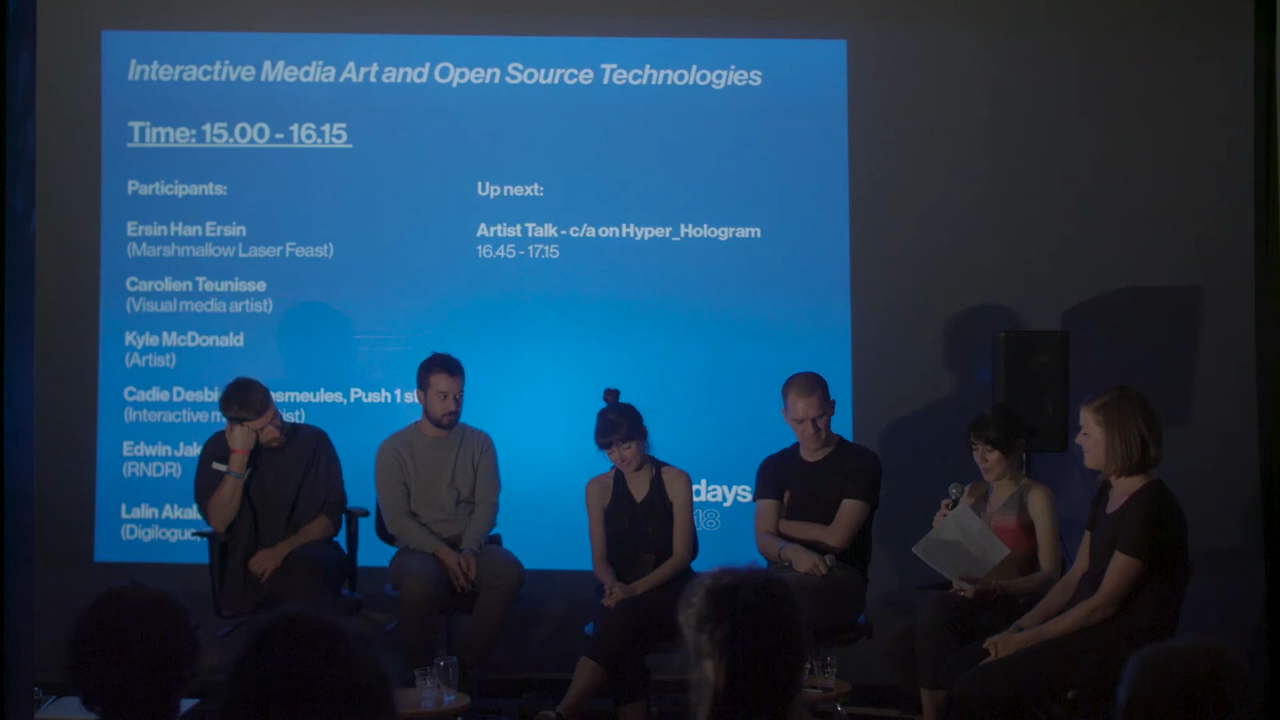 Interactive Media Art and Open Source Technologies
Time: 15.00 - 16.15
Participants:
Ersin Han Ersin
(Marshmallow Laser Feast)
Carolien Teunisse
(Visual media artist)
Kyle McDonald
(Artist)
Cadie Desbi smeules, Push 1 st
(Interactive
Edwin Jak
(RNDR)
Lalin Akal
(Digilogue,
Up next:
Artist Talk - c/a on Hyper_Hologram
16.45 - 17.15
days
18